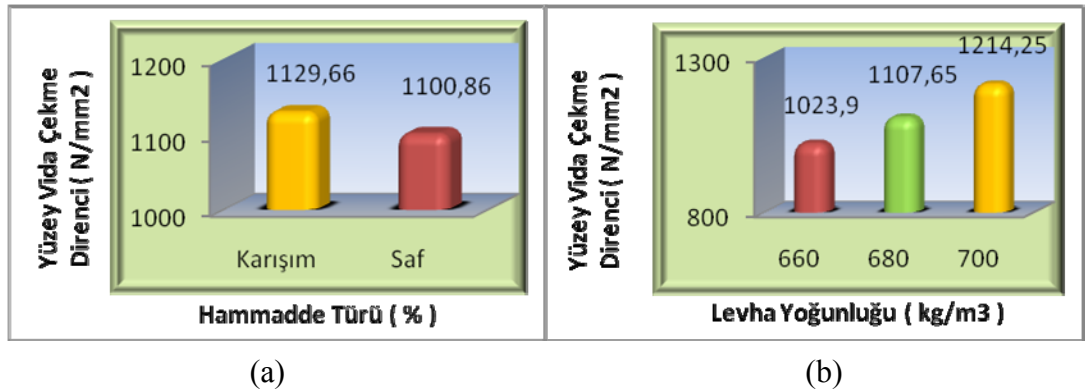 Yüzey Vida Çekme
Direnci ( N/mm2)
1200
1100
1000
1129,66
1100,86
Karışım
Saf
Hammadde Türü ( % )
Yüzey Vida Çekme
Direnci ( N/mm2)
1300
800
1023,9
1107,65
1214,25
660
680
700
Levha Yoğunluğu ( kg/m3 )
(a)
(b)